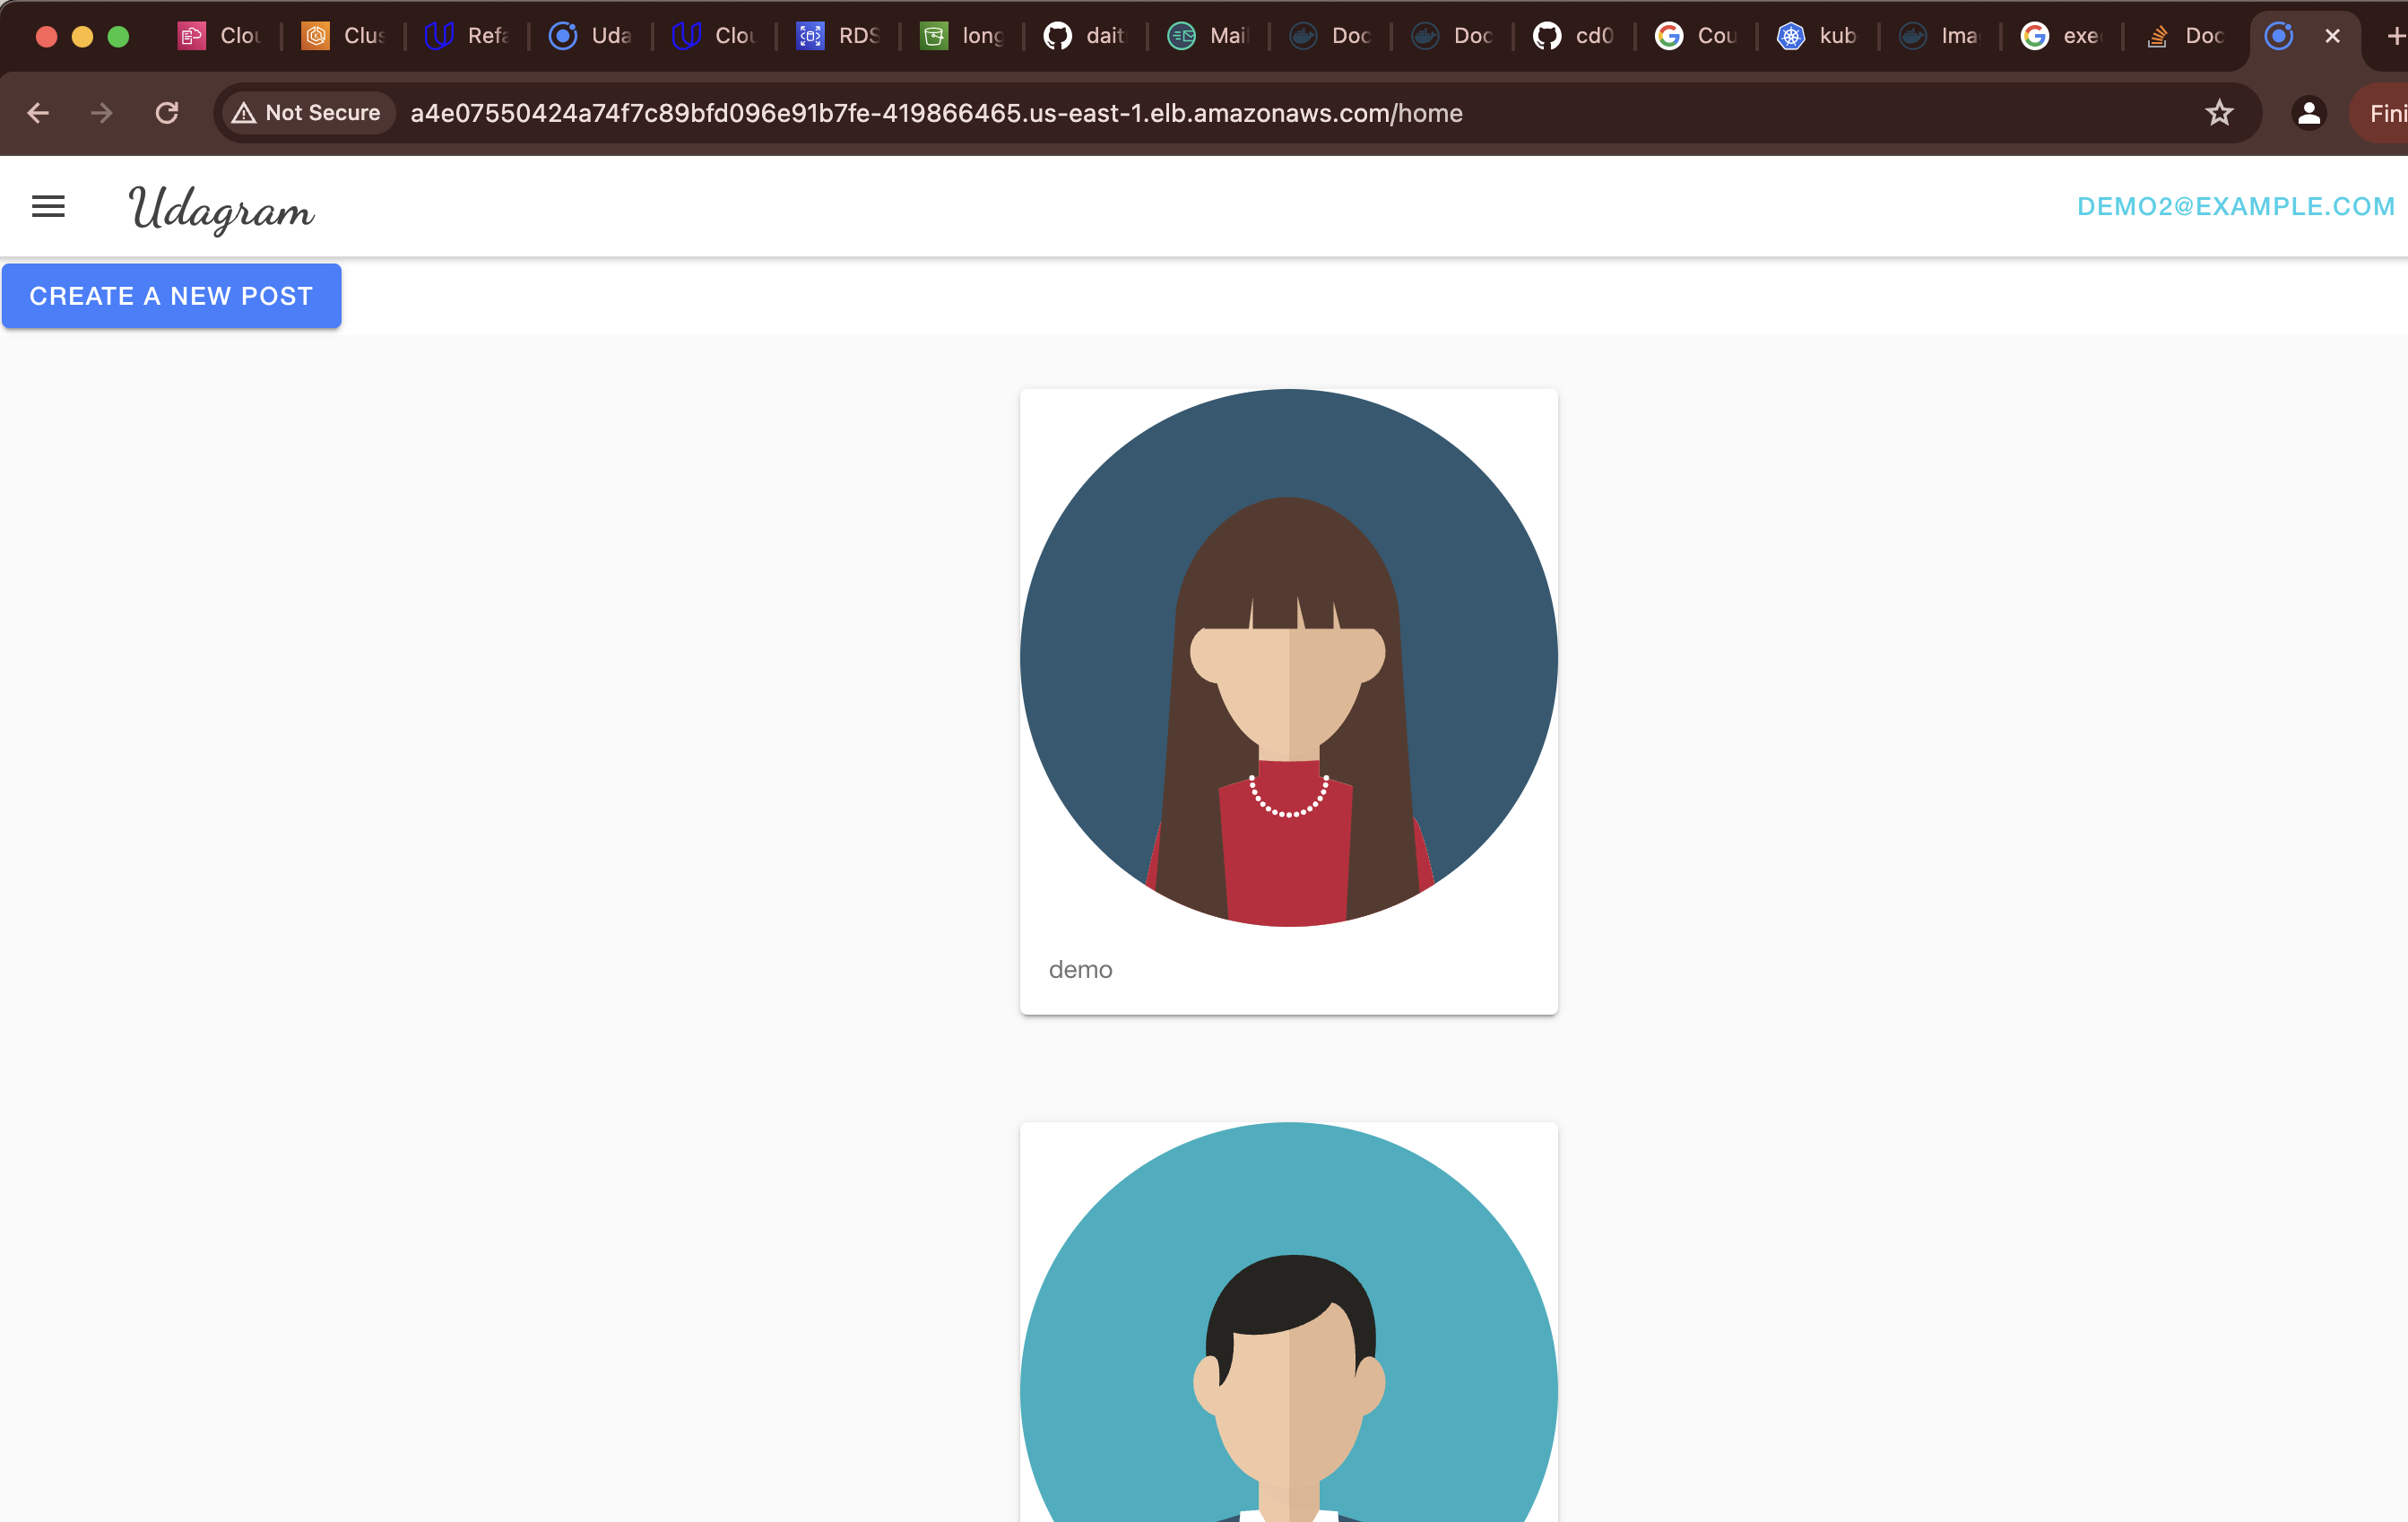 Clou Clus Refa Uda Clou RDS long dait Mail Doc Doc cd0 Cou kub Ima exe Doc
Not Secure a4e07550424a74f7c89bfd096e91b7fe-419866465.us-east-1.elb.amazonaws.com/home Fini
Udagram DEMO2@EXAMPLE.COM
CREATE A NEW POST
demo